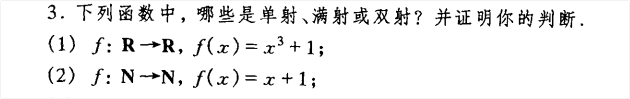 3. 下列函数中，哪些是单射、满射或双射？并证明你的判断.
(1) f: R→R, f(x)=x³+1;
(2) f: N→N, f(x)=x+1;